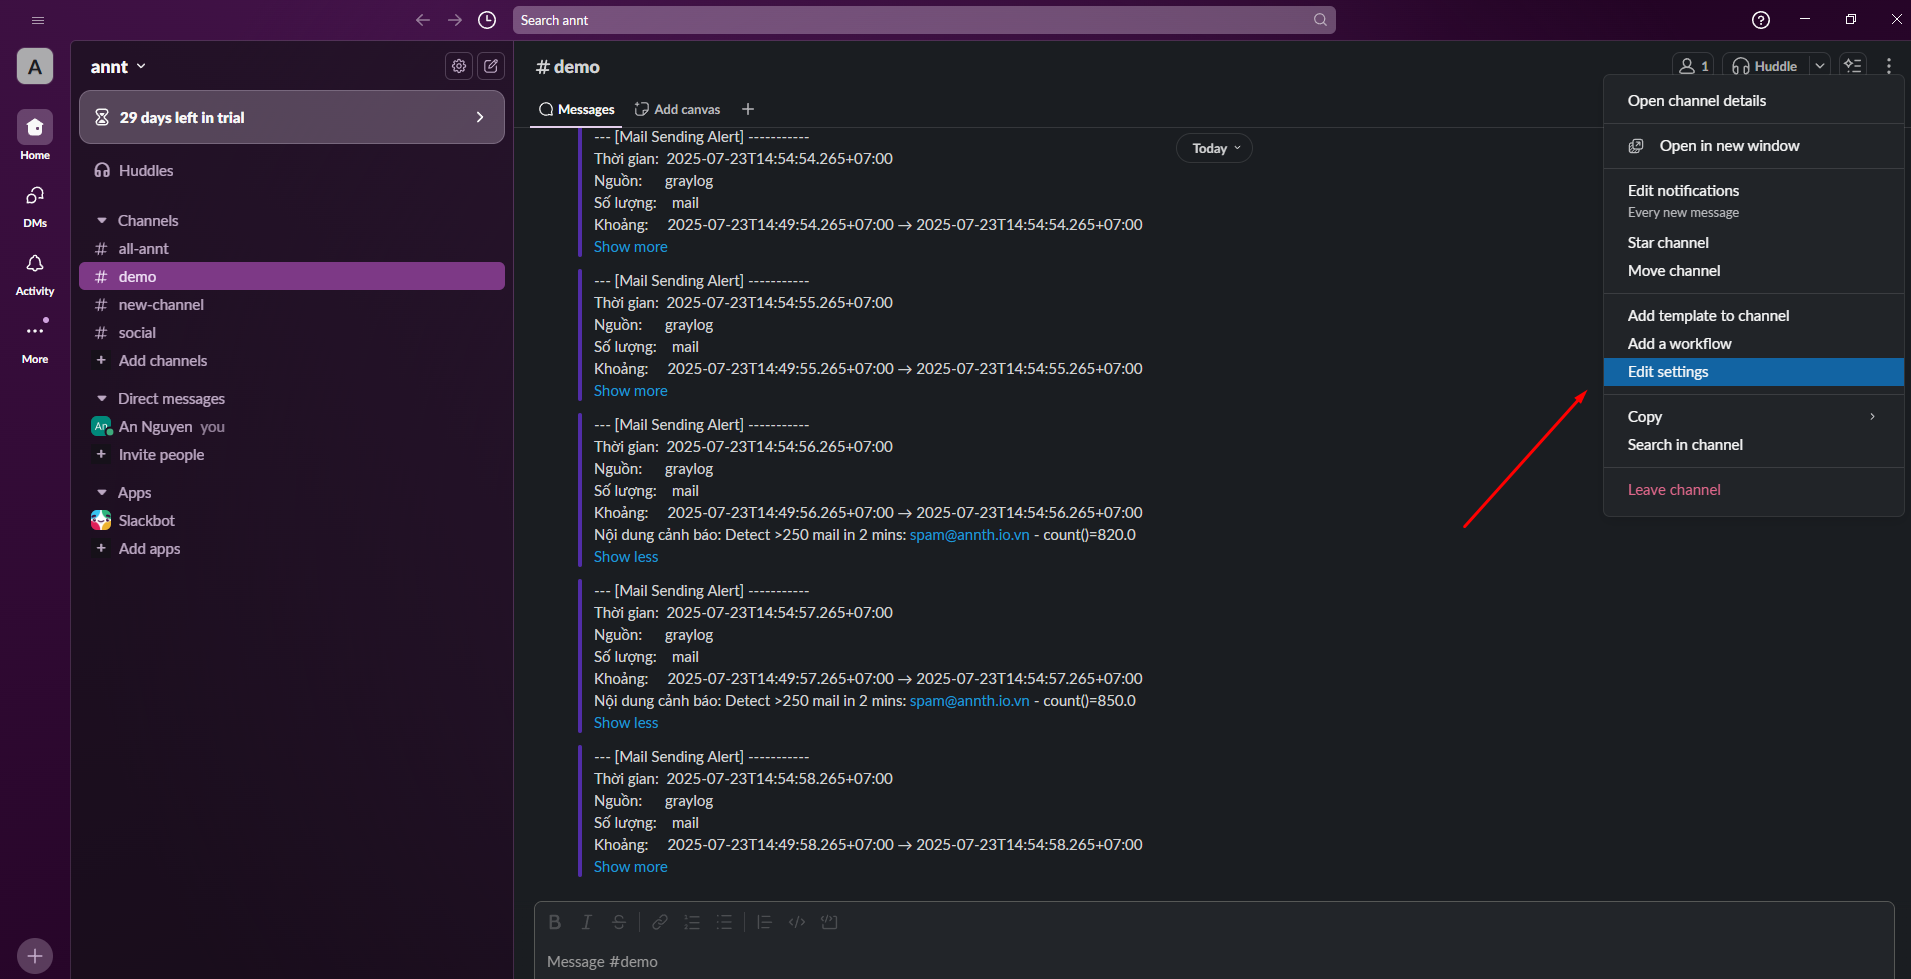 Search annt
A
annt
29 days left in trial
Home
DMs
Activity
More
Huddles
Channels
# all-annt
# demo
# new-channel
# social
+ Add channels
Direct messages
An An Nguyen you
+ Invite people
Apps
Slackbot
+ Add apps
# demo
1
Huddle
Messages
Add canvas
Today
--- [Mail Sending Alert] -----------
Thời gian: 2025-07-23T14:54:54.265+07:00
Nguồn: graylog
Số lượng: mail
Khoảng: 2025-07-23T14:49:54.265+07:00 → 2025-07-23T14:54:54.265+07:00
Show more
--- [Mail Sending Alert] -----------
Thời gian: 2025-07-23T14:54:55.265+07:00
Nguồn: graylog
Số lượng: mail
Khoảng: 2025-07-23T14:49:55.265+07:00 → 2025-07-23T14:54:55.265+07:00
Show more
--- [Mail Sending Alert] -----------
Thời gian: 2025-07-23T14:54:56.265+07:00
Nguồn: graylog
Số lượng: mail
Khoảng: 2025-07-23T14:49:56.265+07:00 → 2025-07-23T14:54:56.265+07:00
Nội dung cảnh báo: Detect >250 mail in 2 mins: spam@annth.io.vn - count()=820.0
Show less
--- [Mail Sending Alert] -----------
Thời gian: 2025-07-23T14:54:57.265+07:00
Nguồn: graylog
Số lượng: mail
Khoảng: 2025-07-23T14:49:57.265+07:00 → 2025-07-23T14:54:57.265+07:00
Nội dung cảnh báo: Detect >250 mail in 2 mins: spam@annth.io.vn - count()=850.0
Show less
--- [Mail Sending Alert] -----------
Thời gian: 2025-07-23T14:54:58.265+07:00
Nguồn: graylog
Số lượng: mail
Khoảng: 2025-07-23T14:49:58.265+07:00 → 2025-07-23T14:54:58.265+07:00
Show more
Message #demo
Open channel details
Open in new window
Edit notifications
Every new message
Star channel
Move channel
Add template to channel
Add a workflow
Edit settings
Copy
Search in channel
Leave channel